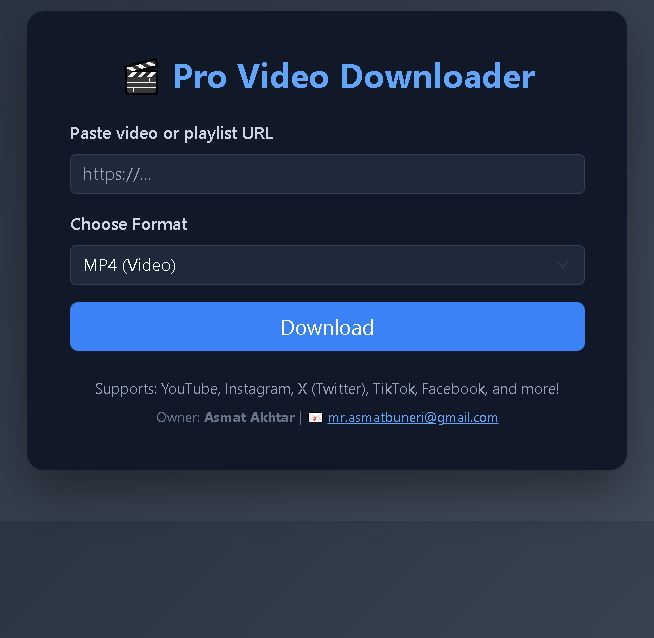 Pro Video Downloader
Paste video or playlist URL
https://...
Choose Format
MP4 (Video)
Download
Supports: YouTube, Instagram, X (Twitter), TikTok, Facebook, and more!
Owner: Asmat Akhtar | 📧 mr.asmatbuneri@gmail.com